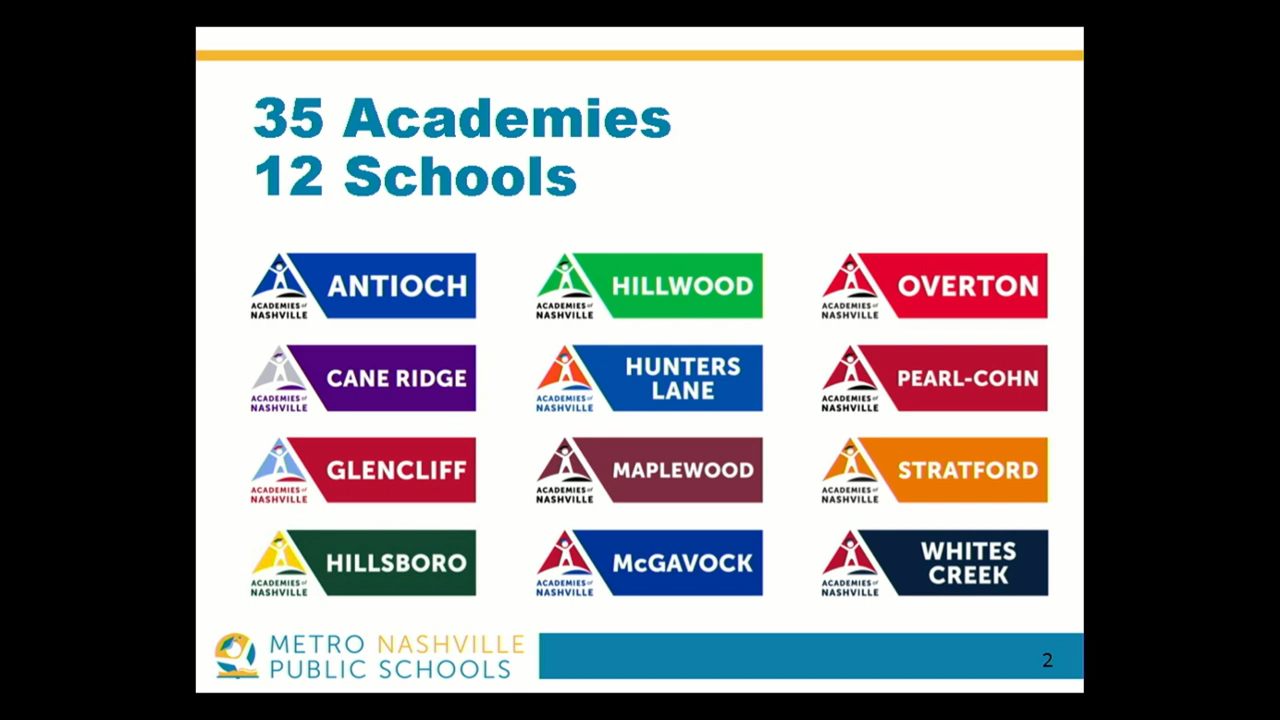 35 Academies
12 Schools
ACADEMIES of
NASHVILLE
ANTIOCH
ACADEMIES of
NASHVILLE
HILLWOOD
ACADEMIES of
NASHVILLE
OVERTON
ACADEMIES of
NASHVILLE
CANE RIDGE
ACADEMIES of
NASHVILLE
HUNTERS
LANE
ACADEMIES of
NASHVILLE
PEARL-COHN
ACADEMIES of
NASHVILLE
GLENCLIFF
ACADEMIES of
NASHVILLE
MAPLEWOOD
ACADEMIES of
NASHVILLE
STRATFORD
ACADEMIES of
NASHVILLE
HILLSBORO
ACADEMIES of
NASHVILLE
McGAVOCK
ACADEMIES of
NASHVILLE
WHITES
CREEK
METRO NASHVILLE
PUBLIC SCHOOLS
2